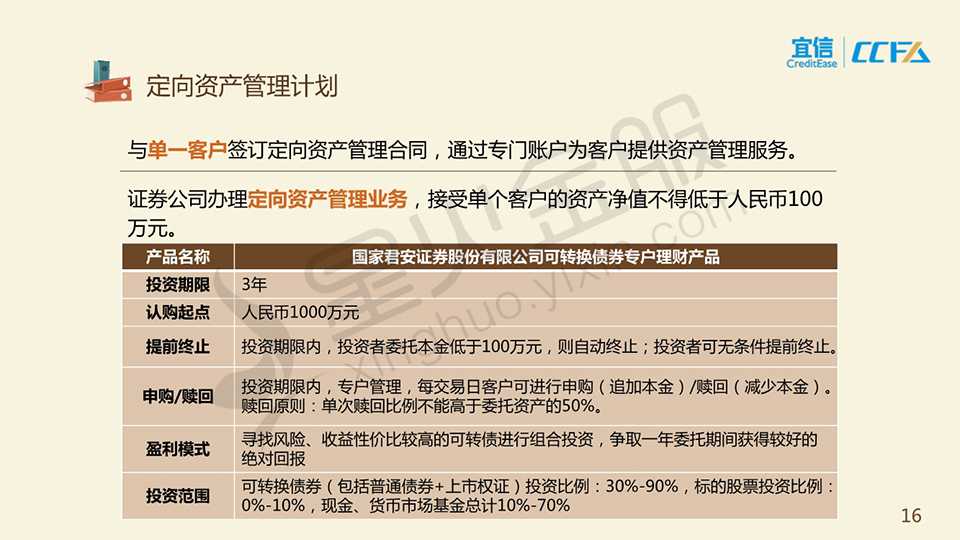 宜信
CreditEase
CCFA
定向资产管理计划
与单一客户签订定向资产管理合同，通过专门账户为客户提供资产管理服务。
证券公司办理定向资产管理业务，接受单个客户的资产净值不得低于人民币100
万元。
产品名称 国家君安证券股份有限公司可转换债券专户理财产品
投资期限 3年
认购起点 人民币1000万元
提前终止 投资期限内，投资者委托本金低于100万元，则自动终止；投资者可无条件提前终止。
申购/赎回 投资期限内，专户管理，每交易日客户可进行申购（追加本金）/赎回（减少本金）。
赎回原则：单次赎回比例不能高于委托资产的50%。
盈利模式 寻找风险、收益性价比较高的可转债进行组合投资，争取一年委托期间获得较好的
绝对回报
投资范围 可转换债券（包括普通债券+上市权证）投资比例：30%-90%，标的股票投资比例：
0%-10%，现金、货币市场基金总计10%-70%
星火金服
xinghuo.yixin.com
16